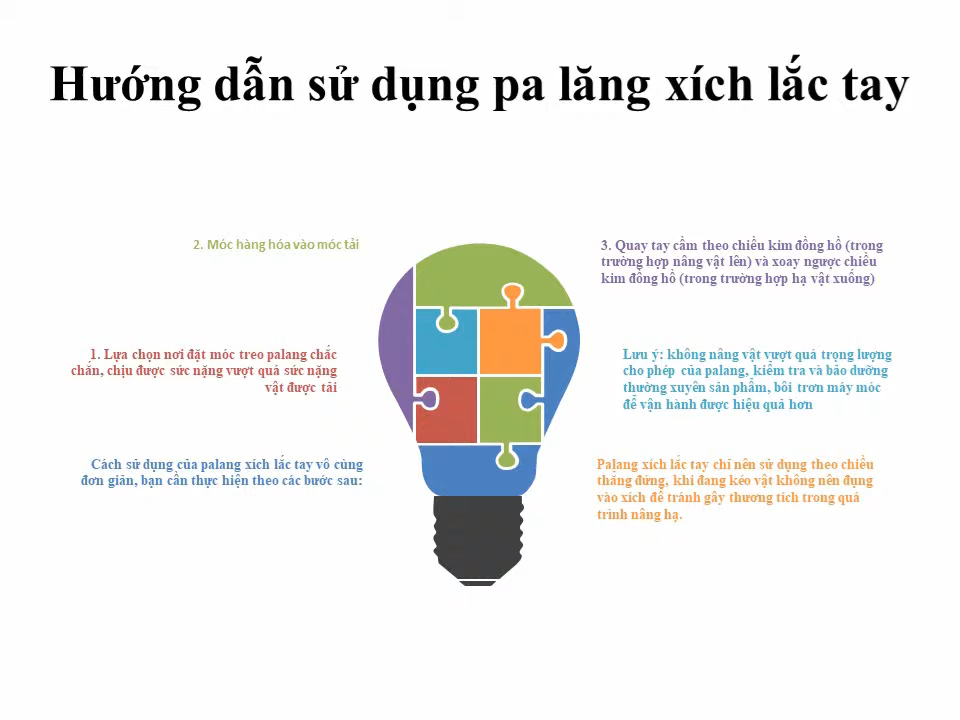 Hướng dẫn sử dụng pa lăng xích lắc tay
2. Móc hàng hóa vào móc tải
1. Lựa chọn nơi đặt móc treo palang chắc
chắn, chịu được sức nặng vượt quá sức nặng
vật được tải
Cách sử dụng của palang xích lắc tay vô cùng
đơn giản, bạn cần thực hiện theo các bước sau:
3. Quay tay cầm theo chiều kim đồng hồ (trong
trường hợp nâng vật lên) và xoay ngược chiều
kim đồng hồ (trong trường hợp hạ vật xuống)
Lưu ý: không nâng vật vượt quá trọng lượng
cho phép của palang, kiểm tra và bảo dưỡng
thường xuyên sản phẩm, bôi trơn máy móc
để vận hành được hiệu quả hơn
Palang xích lắc tay chỉ nên sử dụng theo chiều
thẳng đứng, khi đang kéo vật không nên đụng
vào xích để tránh gây thương tích trong quá
trình nâng hạ.